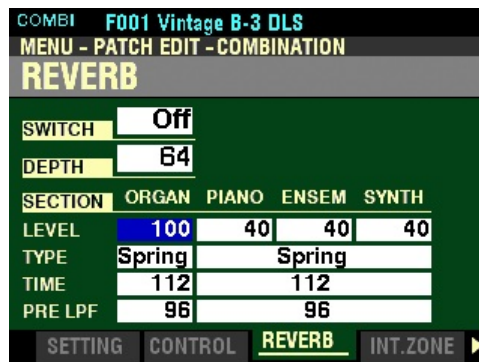 COMBI F001 Vintage B-3 DLS
MENU - PATCH EDIT - COMBINATION
REVERB
SWITCH Off
DEPTH 64
SECTION ORGAN PIANO ENSEM SYNTH
LEVEL 100 40 40 40
TYPE Spring Spring
TIME 112 112
PRE LPF 96 96
SETTING CONTROL REVERB INT.ZONE